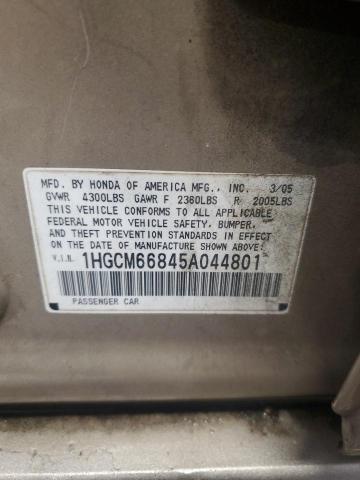 MFD. BY HONDA OF AMERICA MFG., INC. 3/05
GVWR 4300LBS GAWR F 2360LBS R 2005LBS
THIS VEHICLE CONFORMS TO ALL APPLICABLE
FEDERAL MOTOR VEHICLE SAFETY, BUMPER,
AND THEFT PREVENTION STANDARDS IN EFFECT
ON THE DATE OF MANUFACTURE SHOWN ABOVE:
V.I.N. 1HGCM66845A044801
PASSENGER CAR